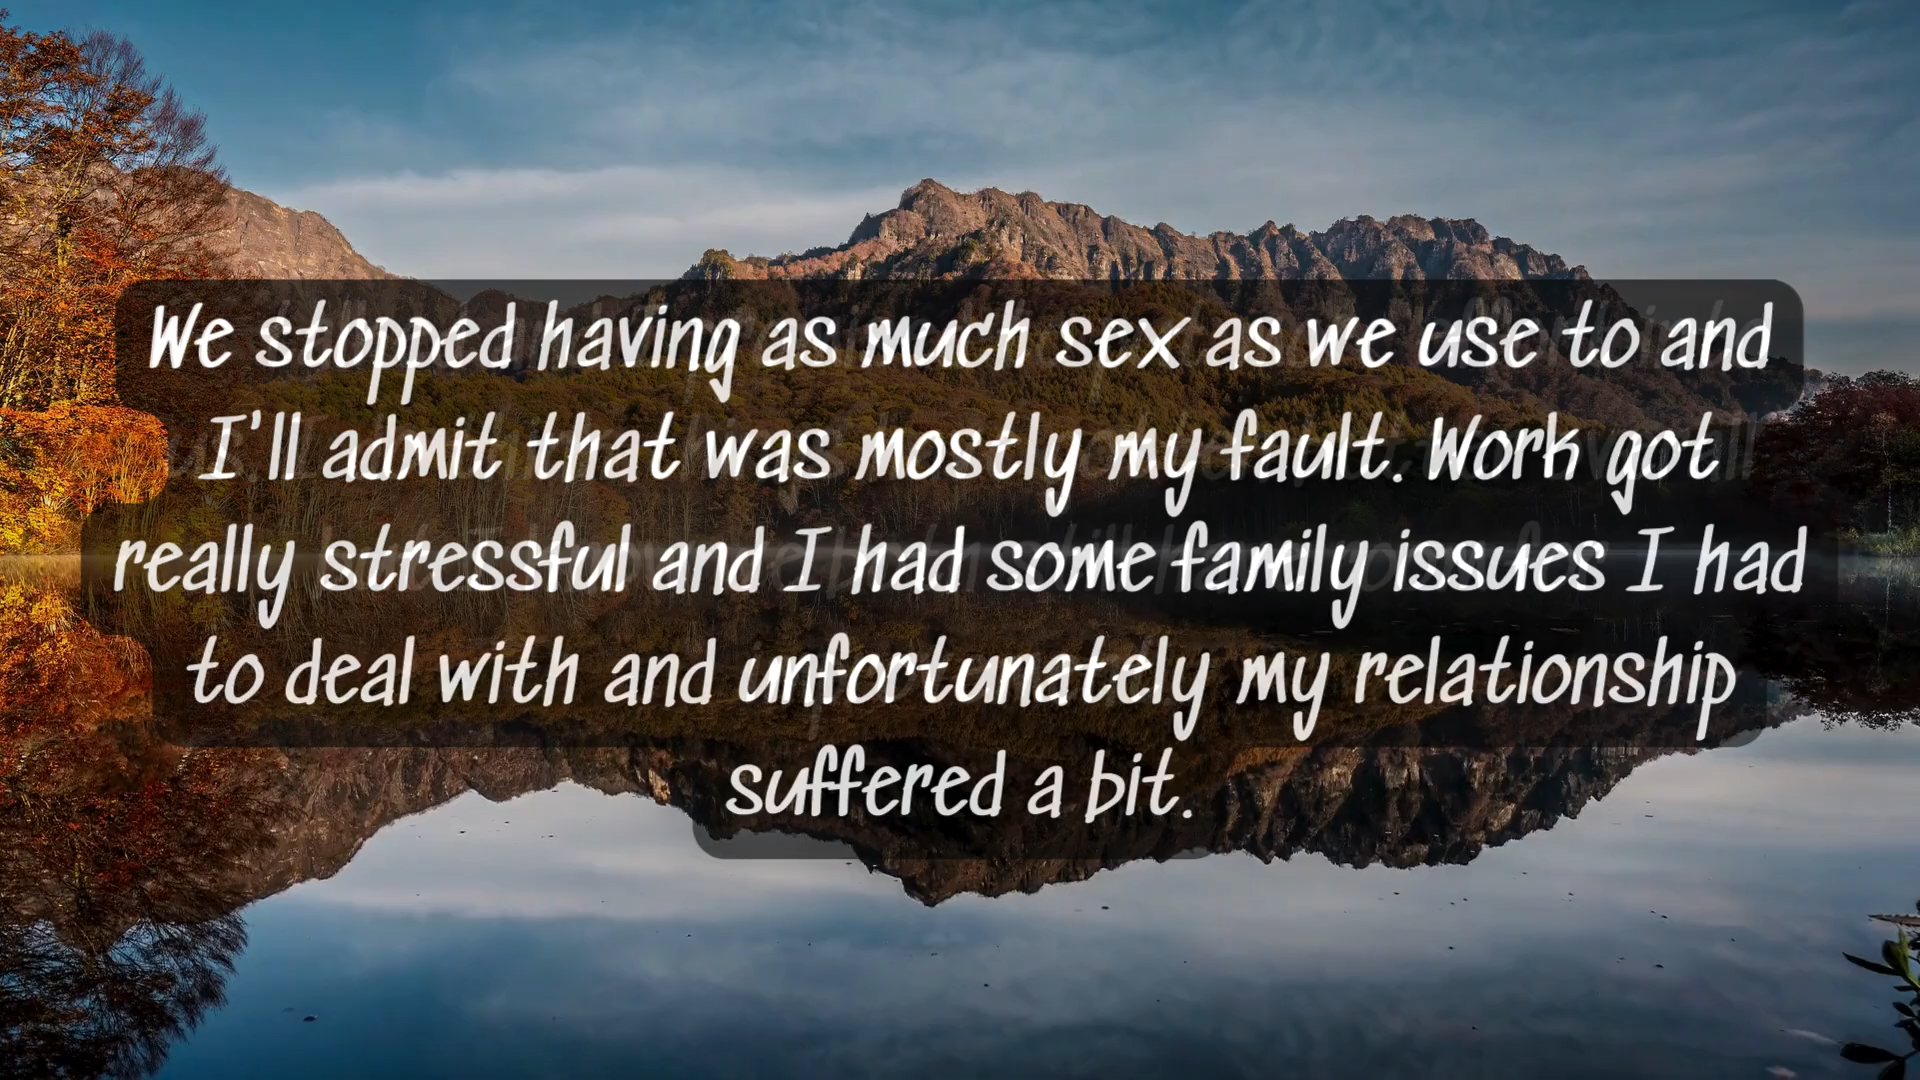 We stopped having as much sex as we use to and
I'll admit that was mostly my fault. Work got
really stressful and I had some family issues I had
to deal with and unfortunately my relationship
suffered a bit.